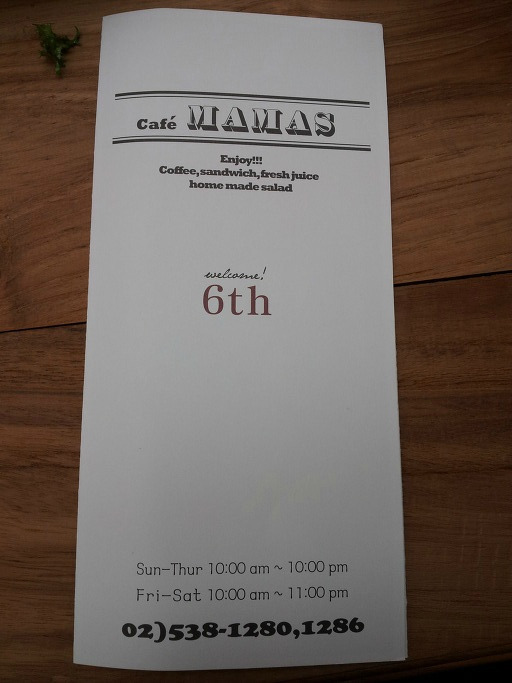 Café MAMAS
Enjoy!!!
Coffee,sandwich,fresh juice
home made salad
welcome!
6th
Sun-Thur 10:00 am ~ 10:00 pm
Fri-Sat 10:00 am ~ 11:00 pm
02)538-1280,1286